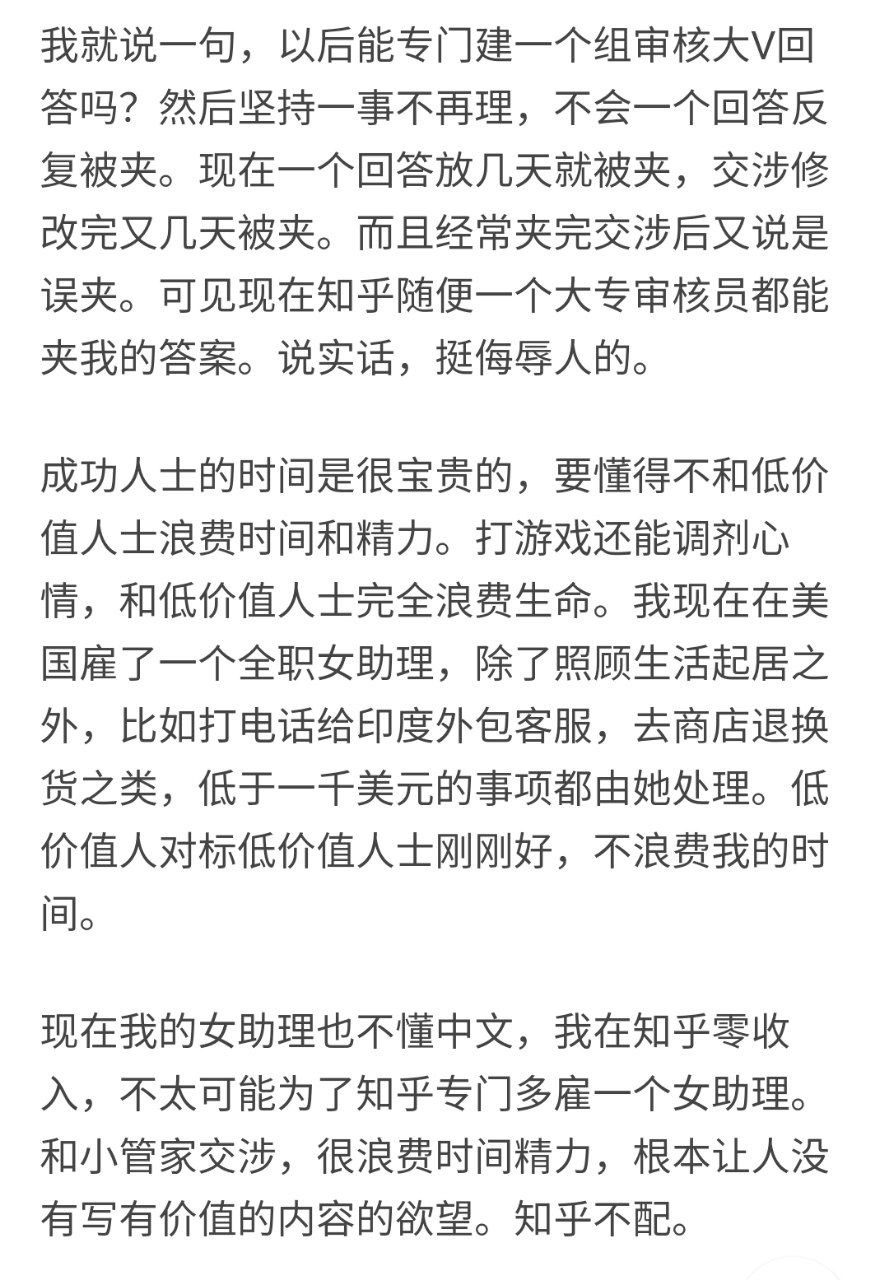 我就说一句，以后能专门建一个组审核大V回
答吗？然后坚持一事不再理，不会一个回答反
复被夹。现在一个回答放几天就被夹，交涉修
改完又几天被夹。而且经常夹完交涉后又说是
误夹。可见现在知乎随便一个大专审核员都能
夹我的答案。说实话，挺侮辱人的。
成功人士的时间是很宝贵的，要懂得不和低价
值人士浪费时间和精力。打游戏还能调剂心
情，和低价值人士完全浪费生命。我现在在美
国雇了一个全职女助理，除了照顾生活起居之
外，比如打电话给印度外包客服，去商店退换
货之类，低于一千美元的事项都由她处理。低
价值人对标低价值人士刚刚好，不浪费我的时
间。
现在我的女助理也不懂中文，我在知乎零收
入，不太可能为了知乎专门多雇一个女助理。
和小管家交涉，很浪费时间精力，根本让人没
有写有价值的内容的欲望。知乎不配。